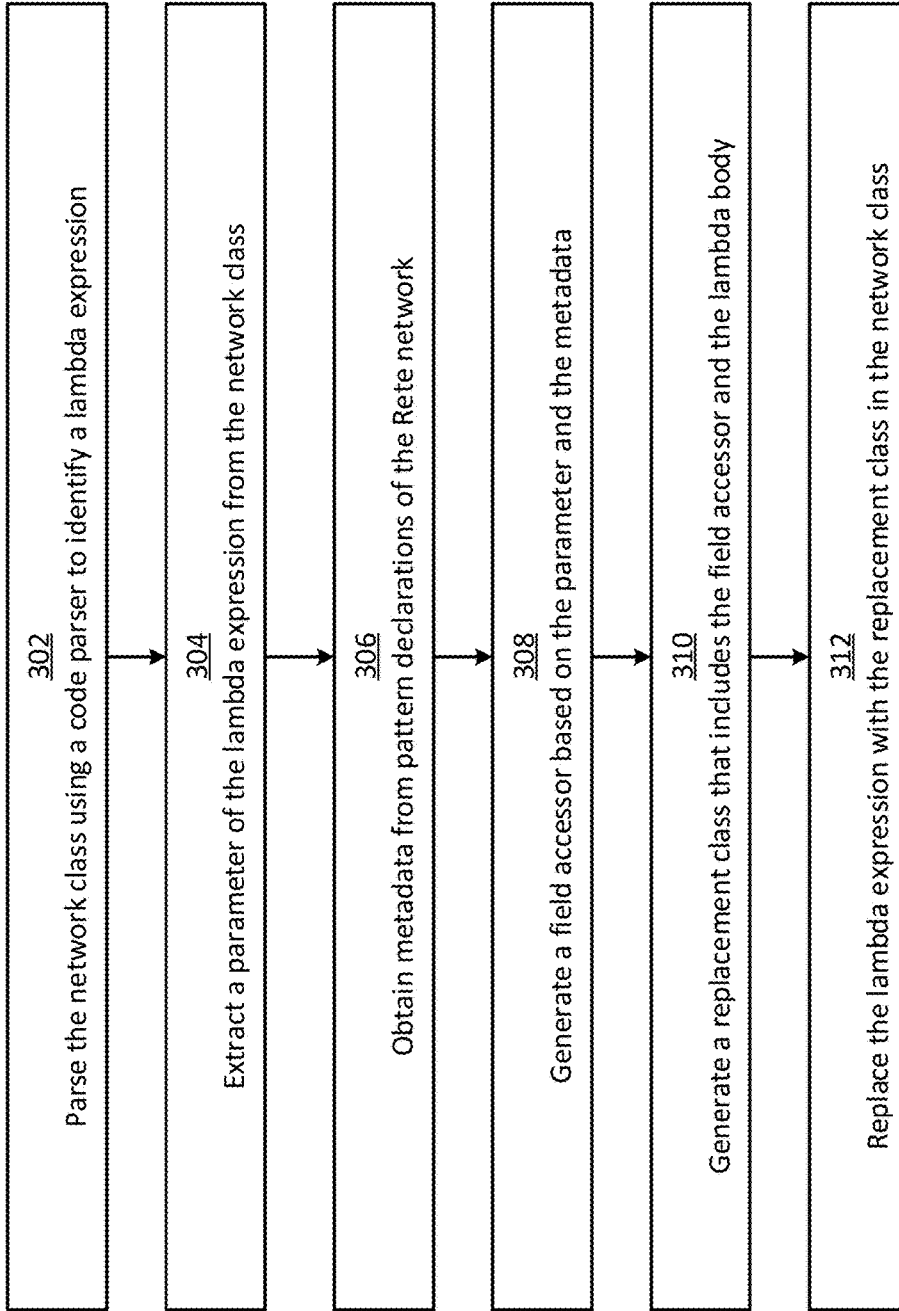 302
Parse the network class using a code parser to identify a lambda expression
304
Extract a parameter of the lambda expression from the network class
306
Obtain metadata from pattern declarations of the Rete network
308
Generate a field accessor based on the parameter and the metadata
310
Generate a replacement class that includes the field accessor and the lambda body
312
Replace the lambda expression with the replacement class in the network class